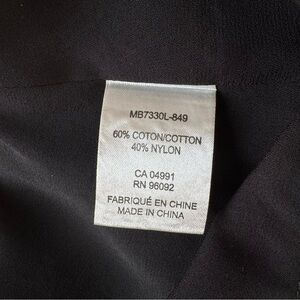 MB7330L-849
60% COTON/COTTON
40% NYLON
CA 04991
RN 96092
FABRIQUÉ EN CHINE
MADE IN CHINA